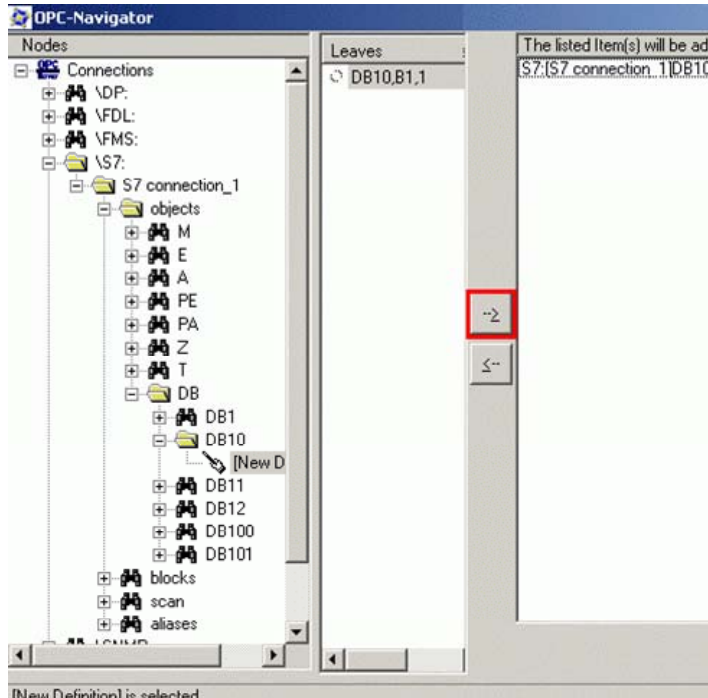 OPC-Navigator
Nodes
Connections
\DP:
\FDL:
\FMS:
\S7:
S7 connection_1
objects
M
E
A
PE
PA
Z
T
DB
DB1
DB10
[New D
DB11
DB12
DB100
DB101
blocks
scan
aliases
[New Definition] is selected
Leaves
DB10,B1,1
-->
<--
The listed Item(s) will be ad
S7:[S7 connection_1]DB10